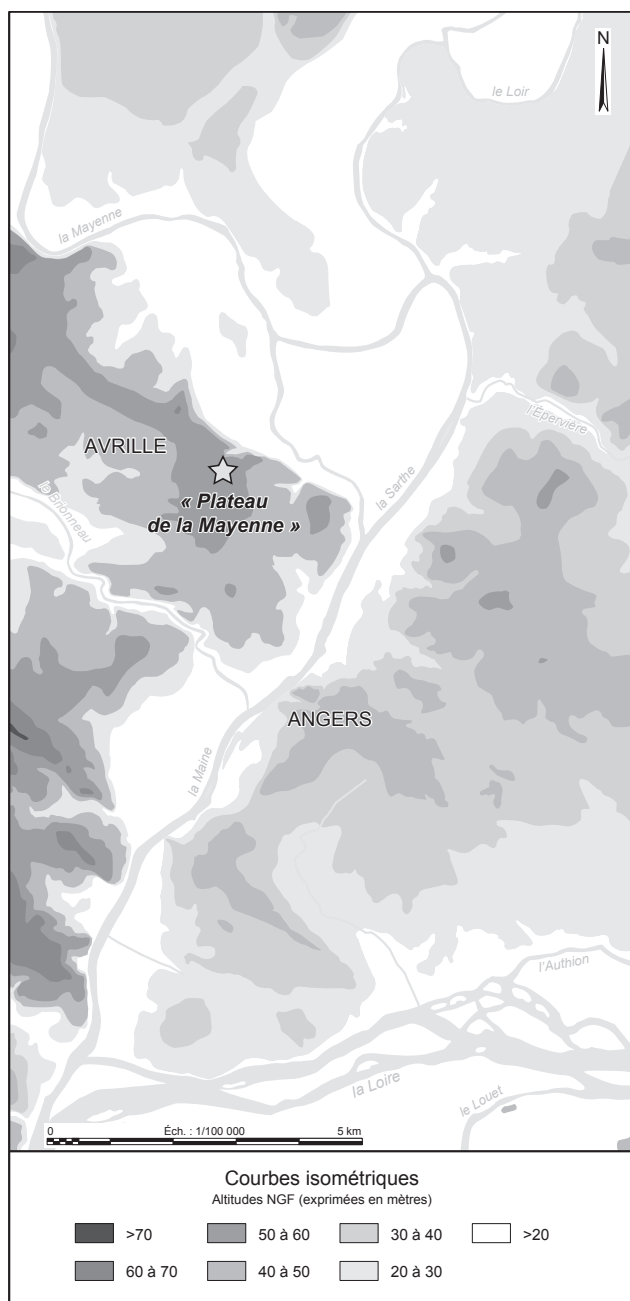 N
le Loir
la Mayenne
l'Épervière
AVRILLE
la Sarthe
« Plateau
de la Mayenne »
le Brionneau
ANGERS
la Maine
l'Authion
la Loire
le Louet
0 Éch. : 1/100 000 5 km
Courbes isométriques
Altitudes NGF (exprimées en mètres)
>70 50 à 60 30 à 40 >20
60 à 70 40 à 50 20 à 30